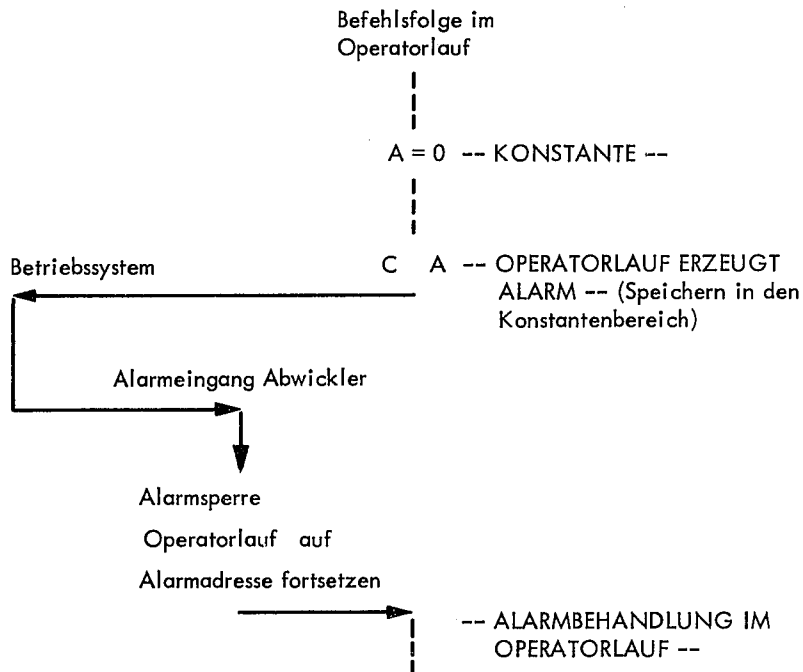 Befehlsfolge im
Operatorlauf
A = 0 -- KONSTANTE --
Betriebssystem
C A -- OPERATORLAUF ERZEUGT
ALARM -- (Speichern in den
Konstantenbereich)
Alarmeingang Abwickler
Alarmsperre
Operatorlauf auf
Alarmadresse fortsetzen
-- ALARMBEHANDLUNG IM
OPERATORLAUF --